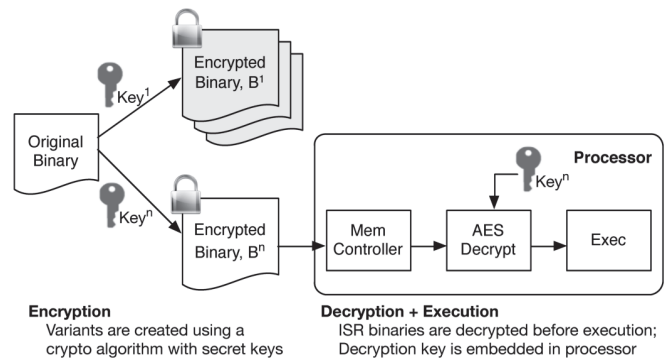 Encrypted
Binary, B1
Key1
Original
Binary
Keyn
Encrypted
Binary, Bn
Processor
Keyn
Mem
Controller
AES
Decrypt
Exec
Encryption
Variants are created using a
crypto algorithm with secret keys
Decryption + Execution
ISR binaries are decrypted before execution;
Decryption key is embedded in processor